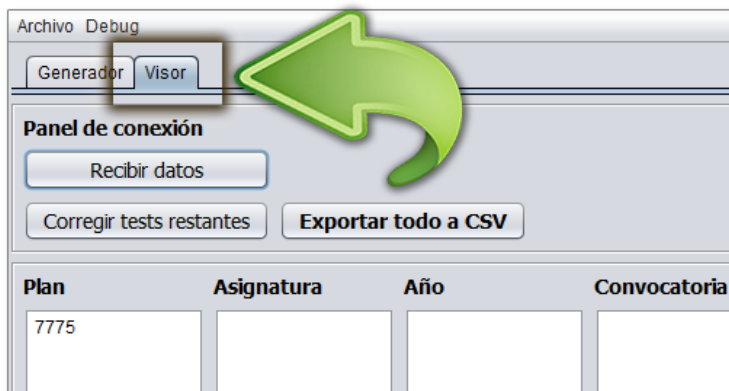 Archivo Debug
Generador Visor
Panel de conexión
Recibir datos
Corregir tests restantes Exportar todo a CSV
Plan Asignatura Año Convocatoria
7775